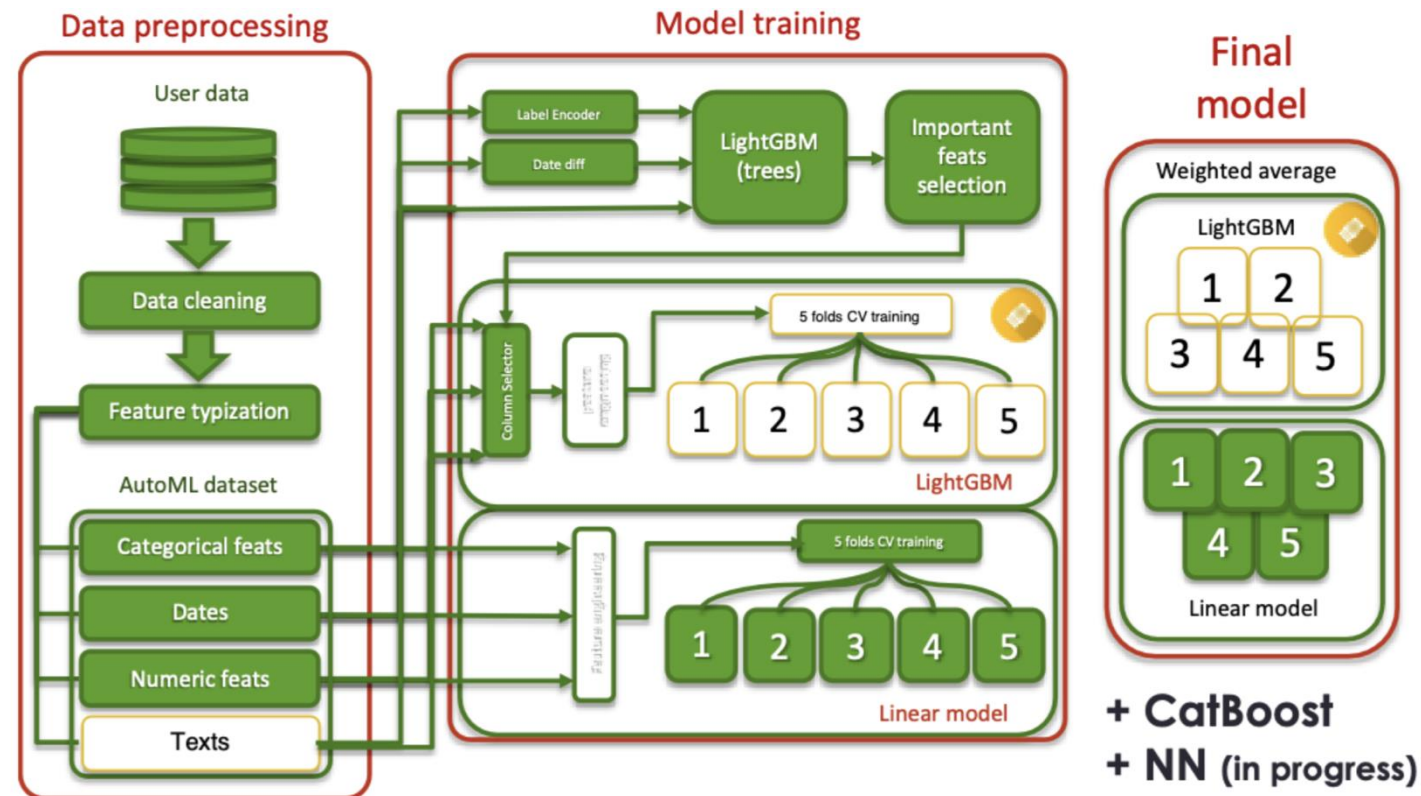 Data preprocessing
User data
Data cleaning
Feature typization
AutoML dataset
Categorical feats
Dates
Numeric feats
Texts
Model training
Label Encoder
Date diff
LightGBM
(trees)
Important
feats
selection
Column Selector
5 folds CV training
1 2 3 4 5
LightGBM
5 folds CV training
1 2 3 4 5
Linear model
Final
model
Weighted average
LightGBM
1 2
3 4 5
1 2 3
4 5
Linear model
+ CatBoost
+ NN (in progress)